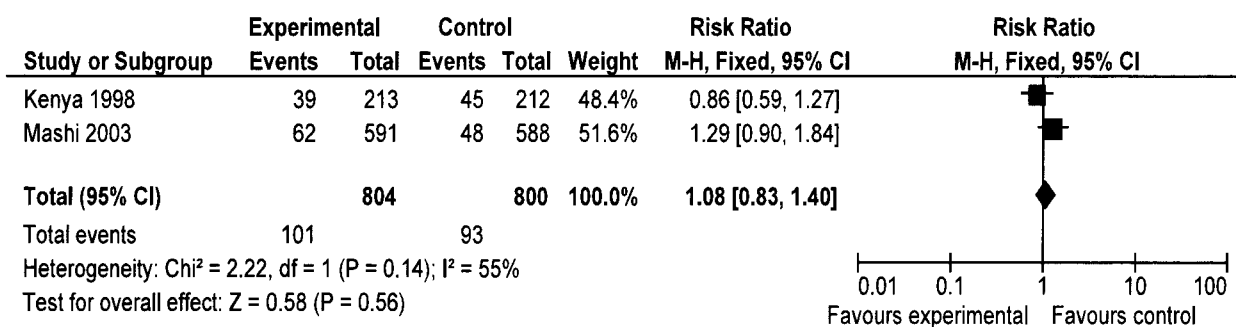 Experimental Control Risk Ratio Risk Ratio
Study or Subgroup Events Total Events Total Weight M-H, Fixed, 95% CI M-H, Fixed, 95% CI
Kenya 1998 39 213 45 212 48.4% 0.86 [0.59, 1.27]
Mashi 2003 62 591 48 588 51.6% 1.29 [0.90, 1.84]
Total (95% CI) 804 800 100.0% 1.08 [0.83, 1.40]
Total events 101 93
Heterogeneity: Chi² = 2.22, df = 1 (P = 0.14); I² = 55%
Test for overall effect: Z = 0.58 (P = 0.56)
0.01 0.1 1 10 100
Favours experimental Favours control